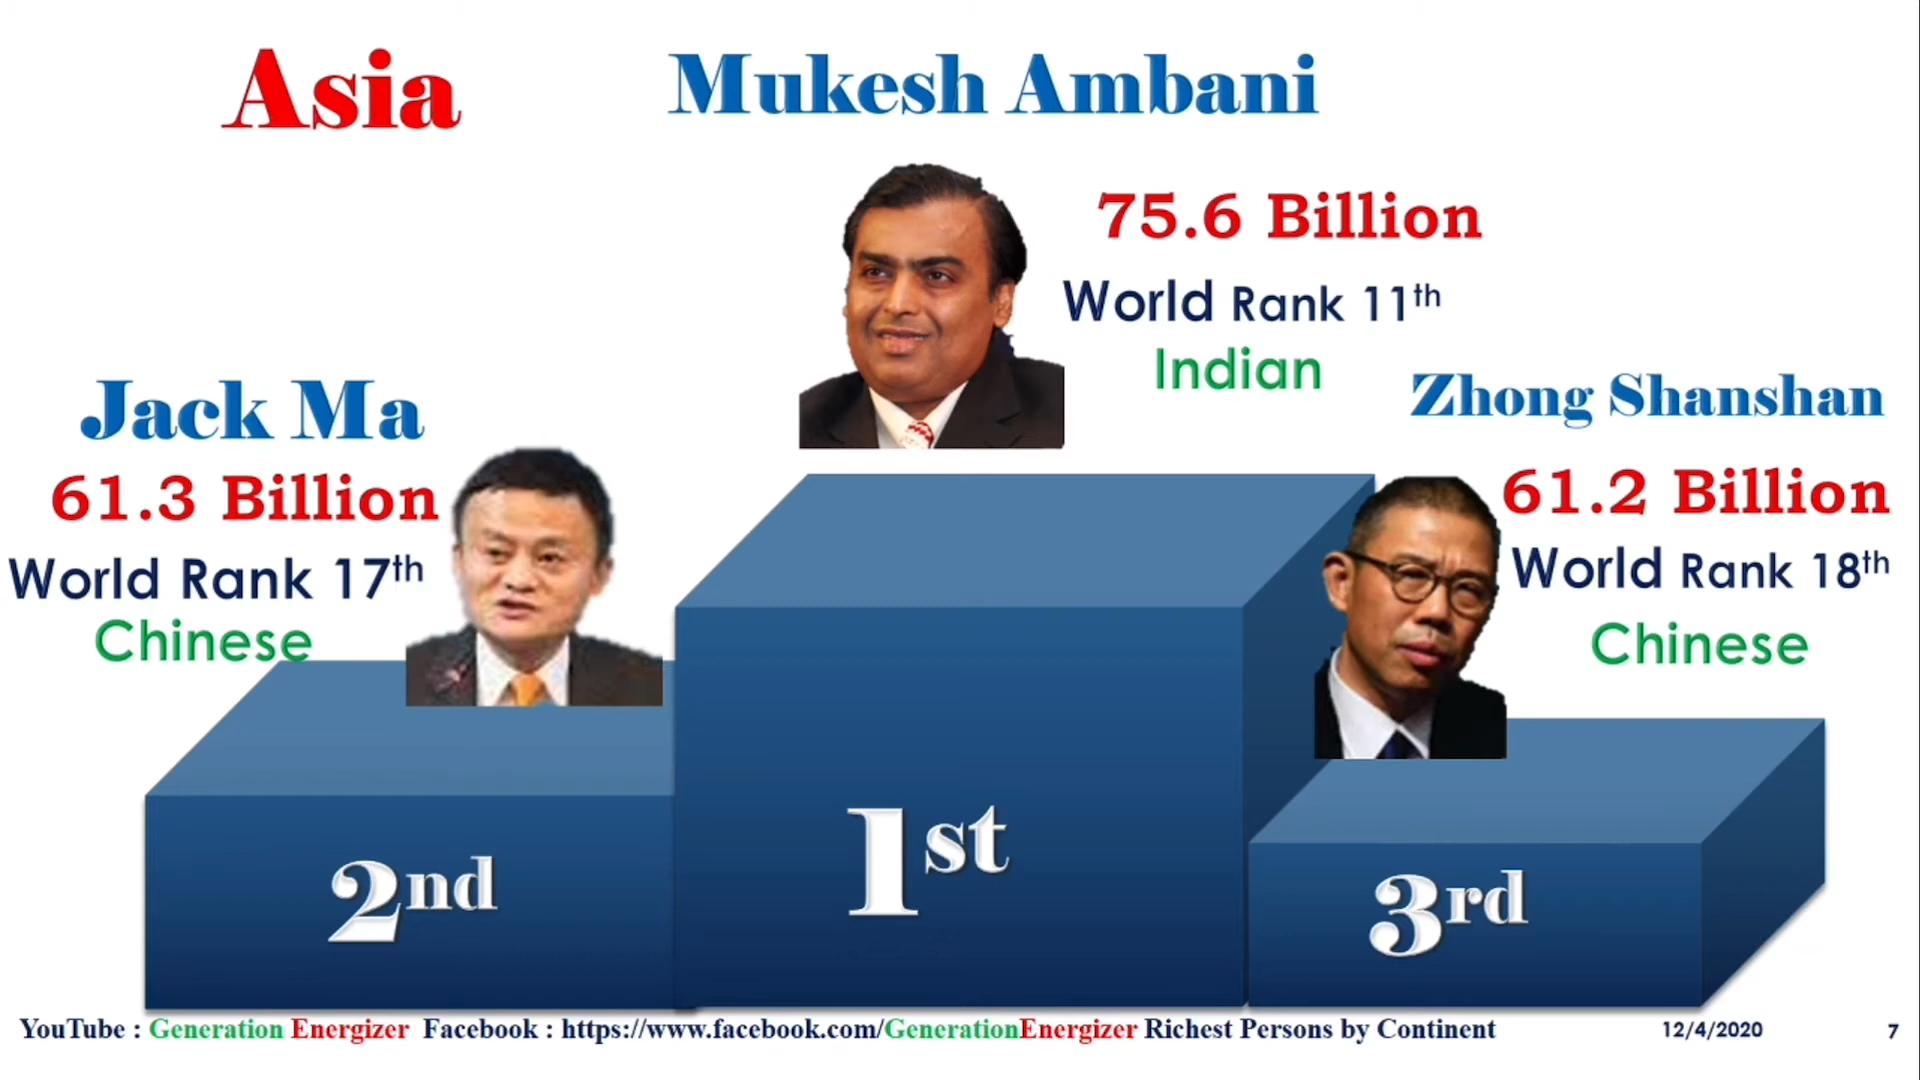 Asia
Mukesh Ambani
75.6 Billion
World Rank 11th
Indian
Jack Ma
61.3 Billion
World Rank 17th
Chinese
Zhong Shanshan
61.2 Billion
World Rank 18th
Chinese
2nd
1st
3rd
YouTube : Generation Energizer Facebook : https://www.facebook.com/GenerationEnergizer Richest Persons by Continent 12/4/2020 7